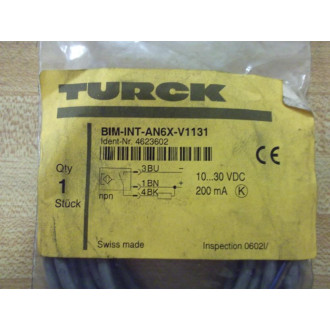 TURCK
BIM-INT-AN6X-V1131
Ident-Nr. 4623602
CE
Qty
1
Stück
npn
3 BU −
1 BN +
4 BK
10...30 VDC
200 mA K
Swiss made
Inspection 0602I/